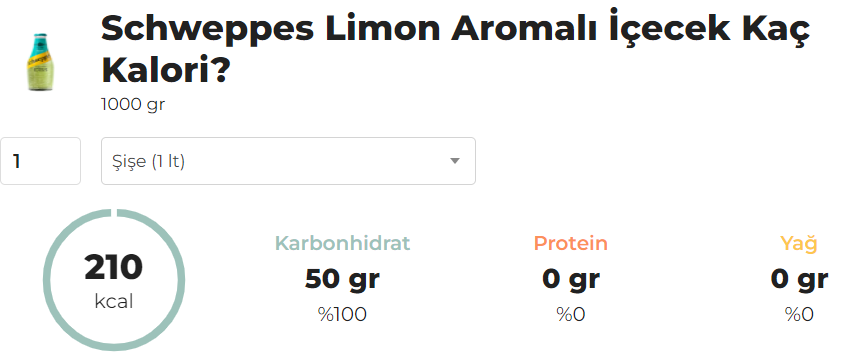 Schweppes Limon Aromalı İçecek Kaç
Kalori?
1000 gr
1
Şişe (1 lt)
210
kcal
Karbonhidrat
50 gr
%100
Protein
0 gr
%0
Yağ
0 gr
%0